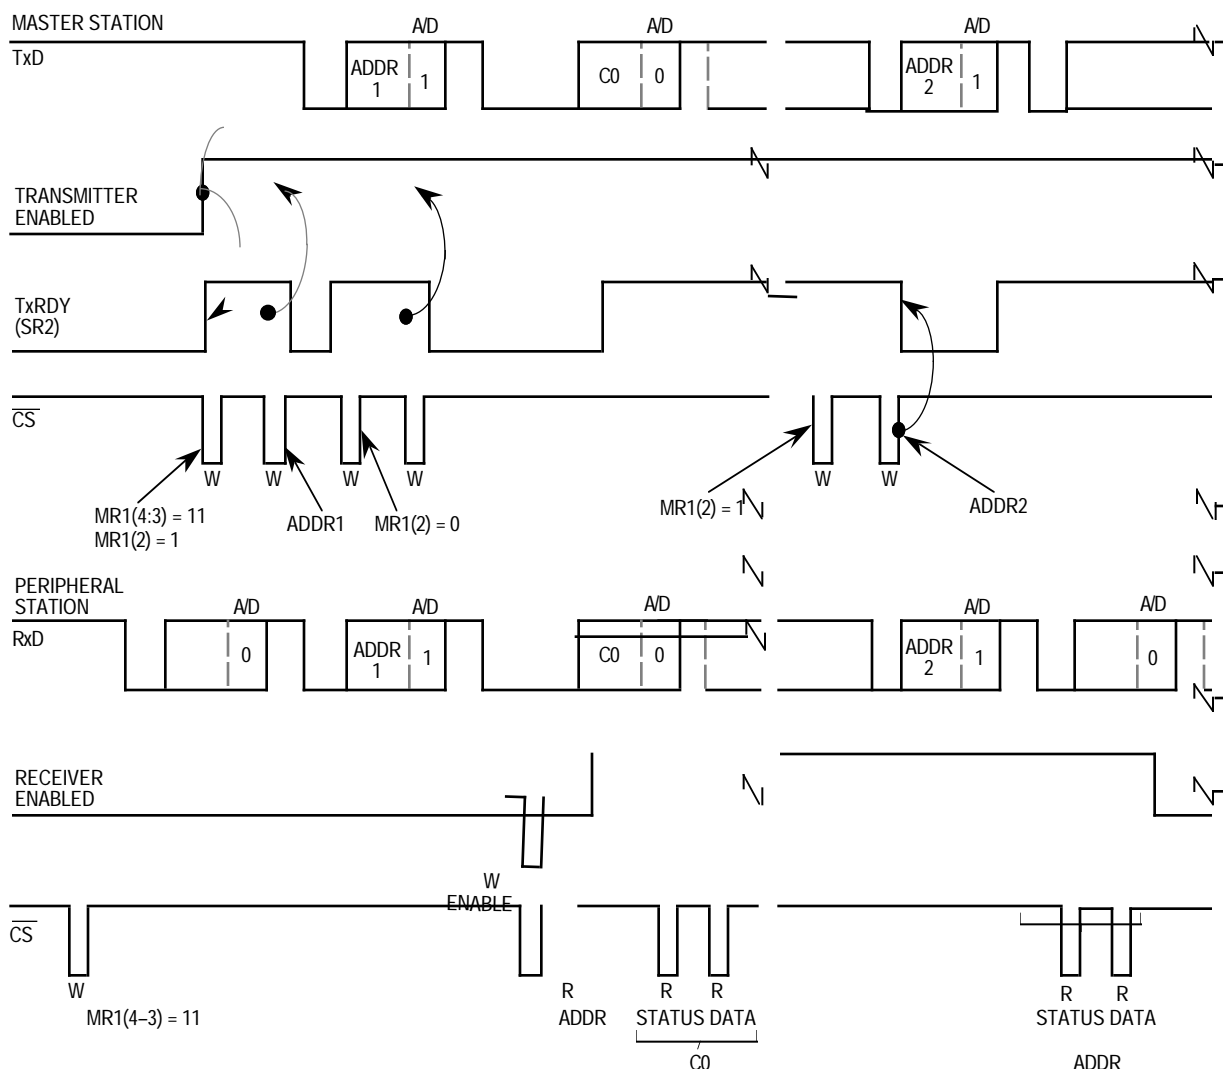 MASTER STATION
A/D A/D A/D
TxD
ADDR 1 1 C0 0 ADDR 2 1
TRANSMITTER
ENABLED
TxRDY
(SR2)
CS
W W W W W W
MR1(4:3) = 11
MR1(2) = 1
ADDR1
MR1(2) = 0
MR1(2) = 1
ADDR2
PERIPHERAL
STATION
A/D A/D A/D A/D A/D
RxD
0 ADDR 1 1 C0 0 ADDR 2 1 0
RECEIVER
ENABLED
W
ENABLE
CS
W R R R R R
MR1(4–3) = 11
ADDR STATUS DATA STATUS DATA
C0 ADDR